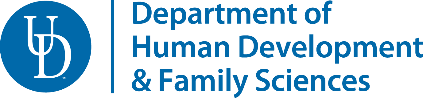 UD
Department of
Human Development
& Family Sciences